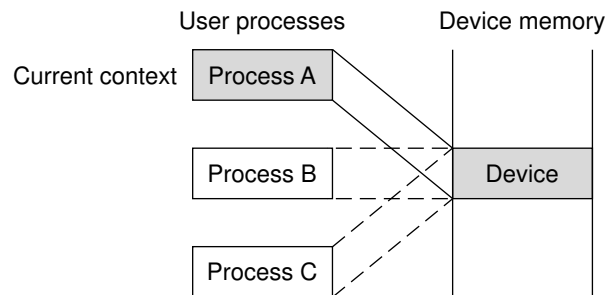 User processes
Device memory
Current context
Process A
Process B
Device
Process C